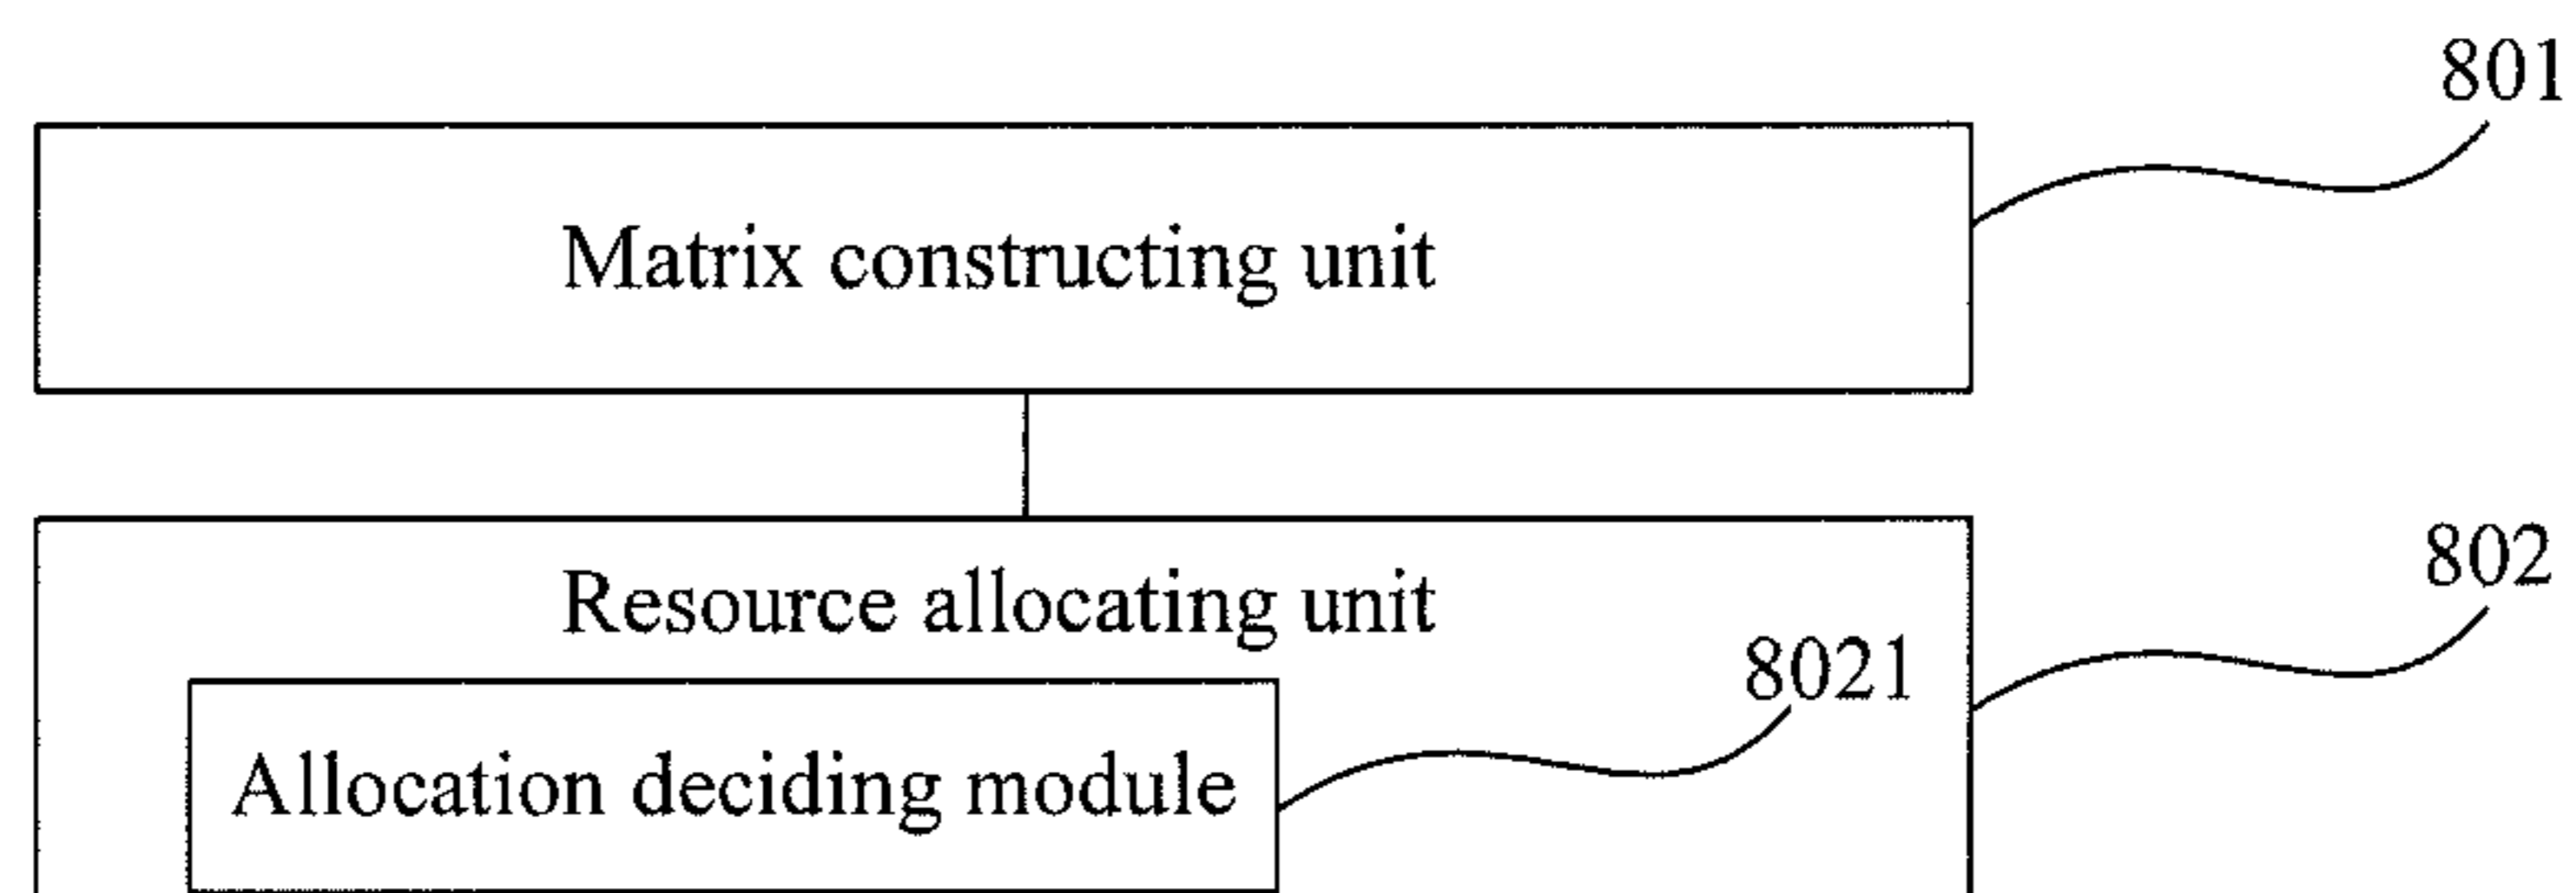 801
Matrix constructing unit
802
Resource allocating unit
8021
Allocation deciding module